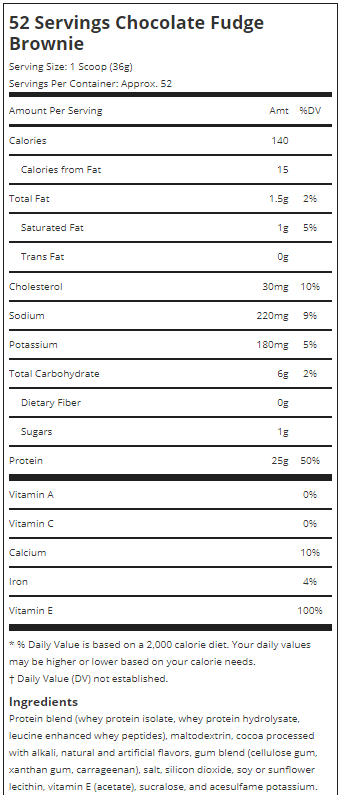 52 Servings Chocolate Fudge
Brownie
Serving Size: 1 Scoop (36g)
Servings Per Container: Approx. 52
Amount Per Serving Amt %DV
Calories 140
Calories from Fat 15
Total Fat 1.5g 2%
Saturated Fat 1g 5%
Trans Fat 0g
Cholesterol 30mg 10%
Sodium 220mg 9%
Potassium 180mg 5%
Total Carbohydrate 6g 2%
Dietary Fiber 0g
Sugars 1g
Protein 25g 50%
Vitamin A 0%
Vitamin C 0%
Calcium 10%
Iron 4%
Vitamin E 100%
* % Daily Value is based on a 2,000 calorie diet. Your daily values
may be higher or lower based on your calorie needs.
† Daily Value (DV) not established.
Ingredients
Protein blend (whey protein isolate, whey protein hydrolysate,
leucine enhanced whey peptides), maltodextrin, cocoa processed
with alkali, natural and artificial flavors, gum blend (cellulose gum,
xanthan gum, carrageenan), salt, silicon dioxide, soy or sunflower
lecithin, vitamin E (acetate), sucralose, and acesulfame potassium.